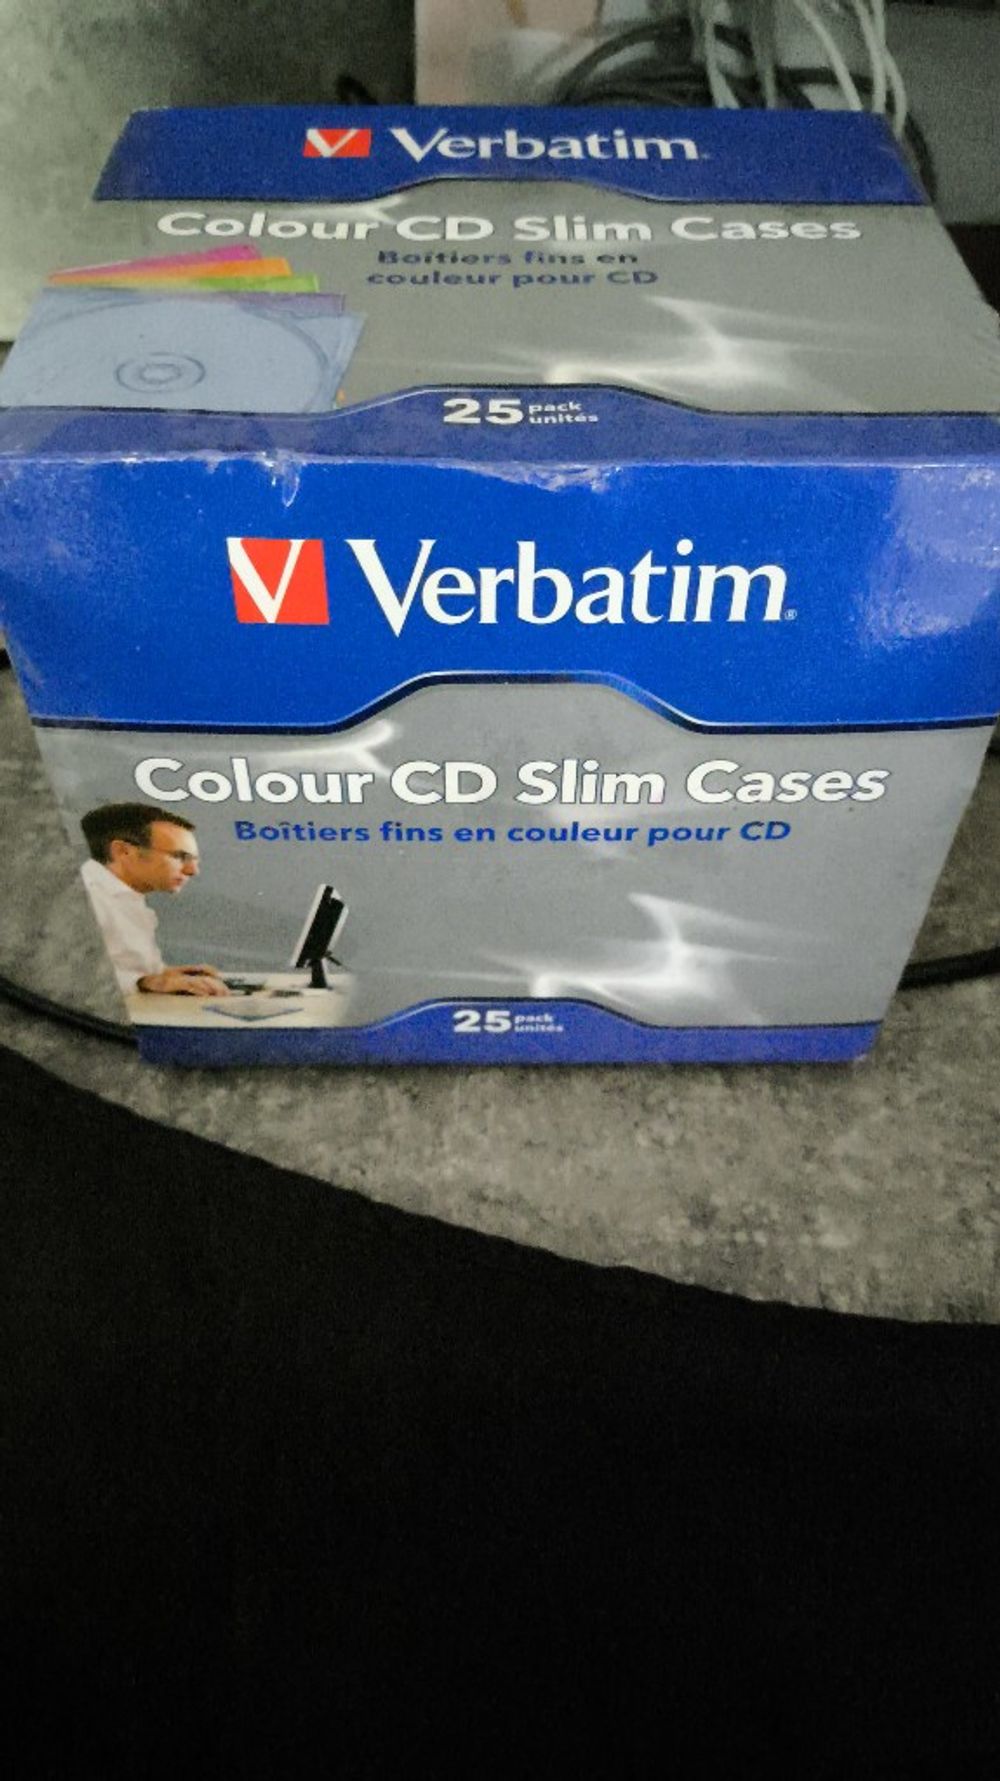 Verbatim.
Colour CD Slim Cases
Boîtiers fins en
couleur pour CD
25 pack
unités
Verbatim®
Colour CD Slim Cases
Boîtiers fins en couleur pour CD
25 pack
unités